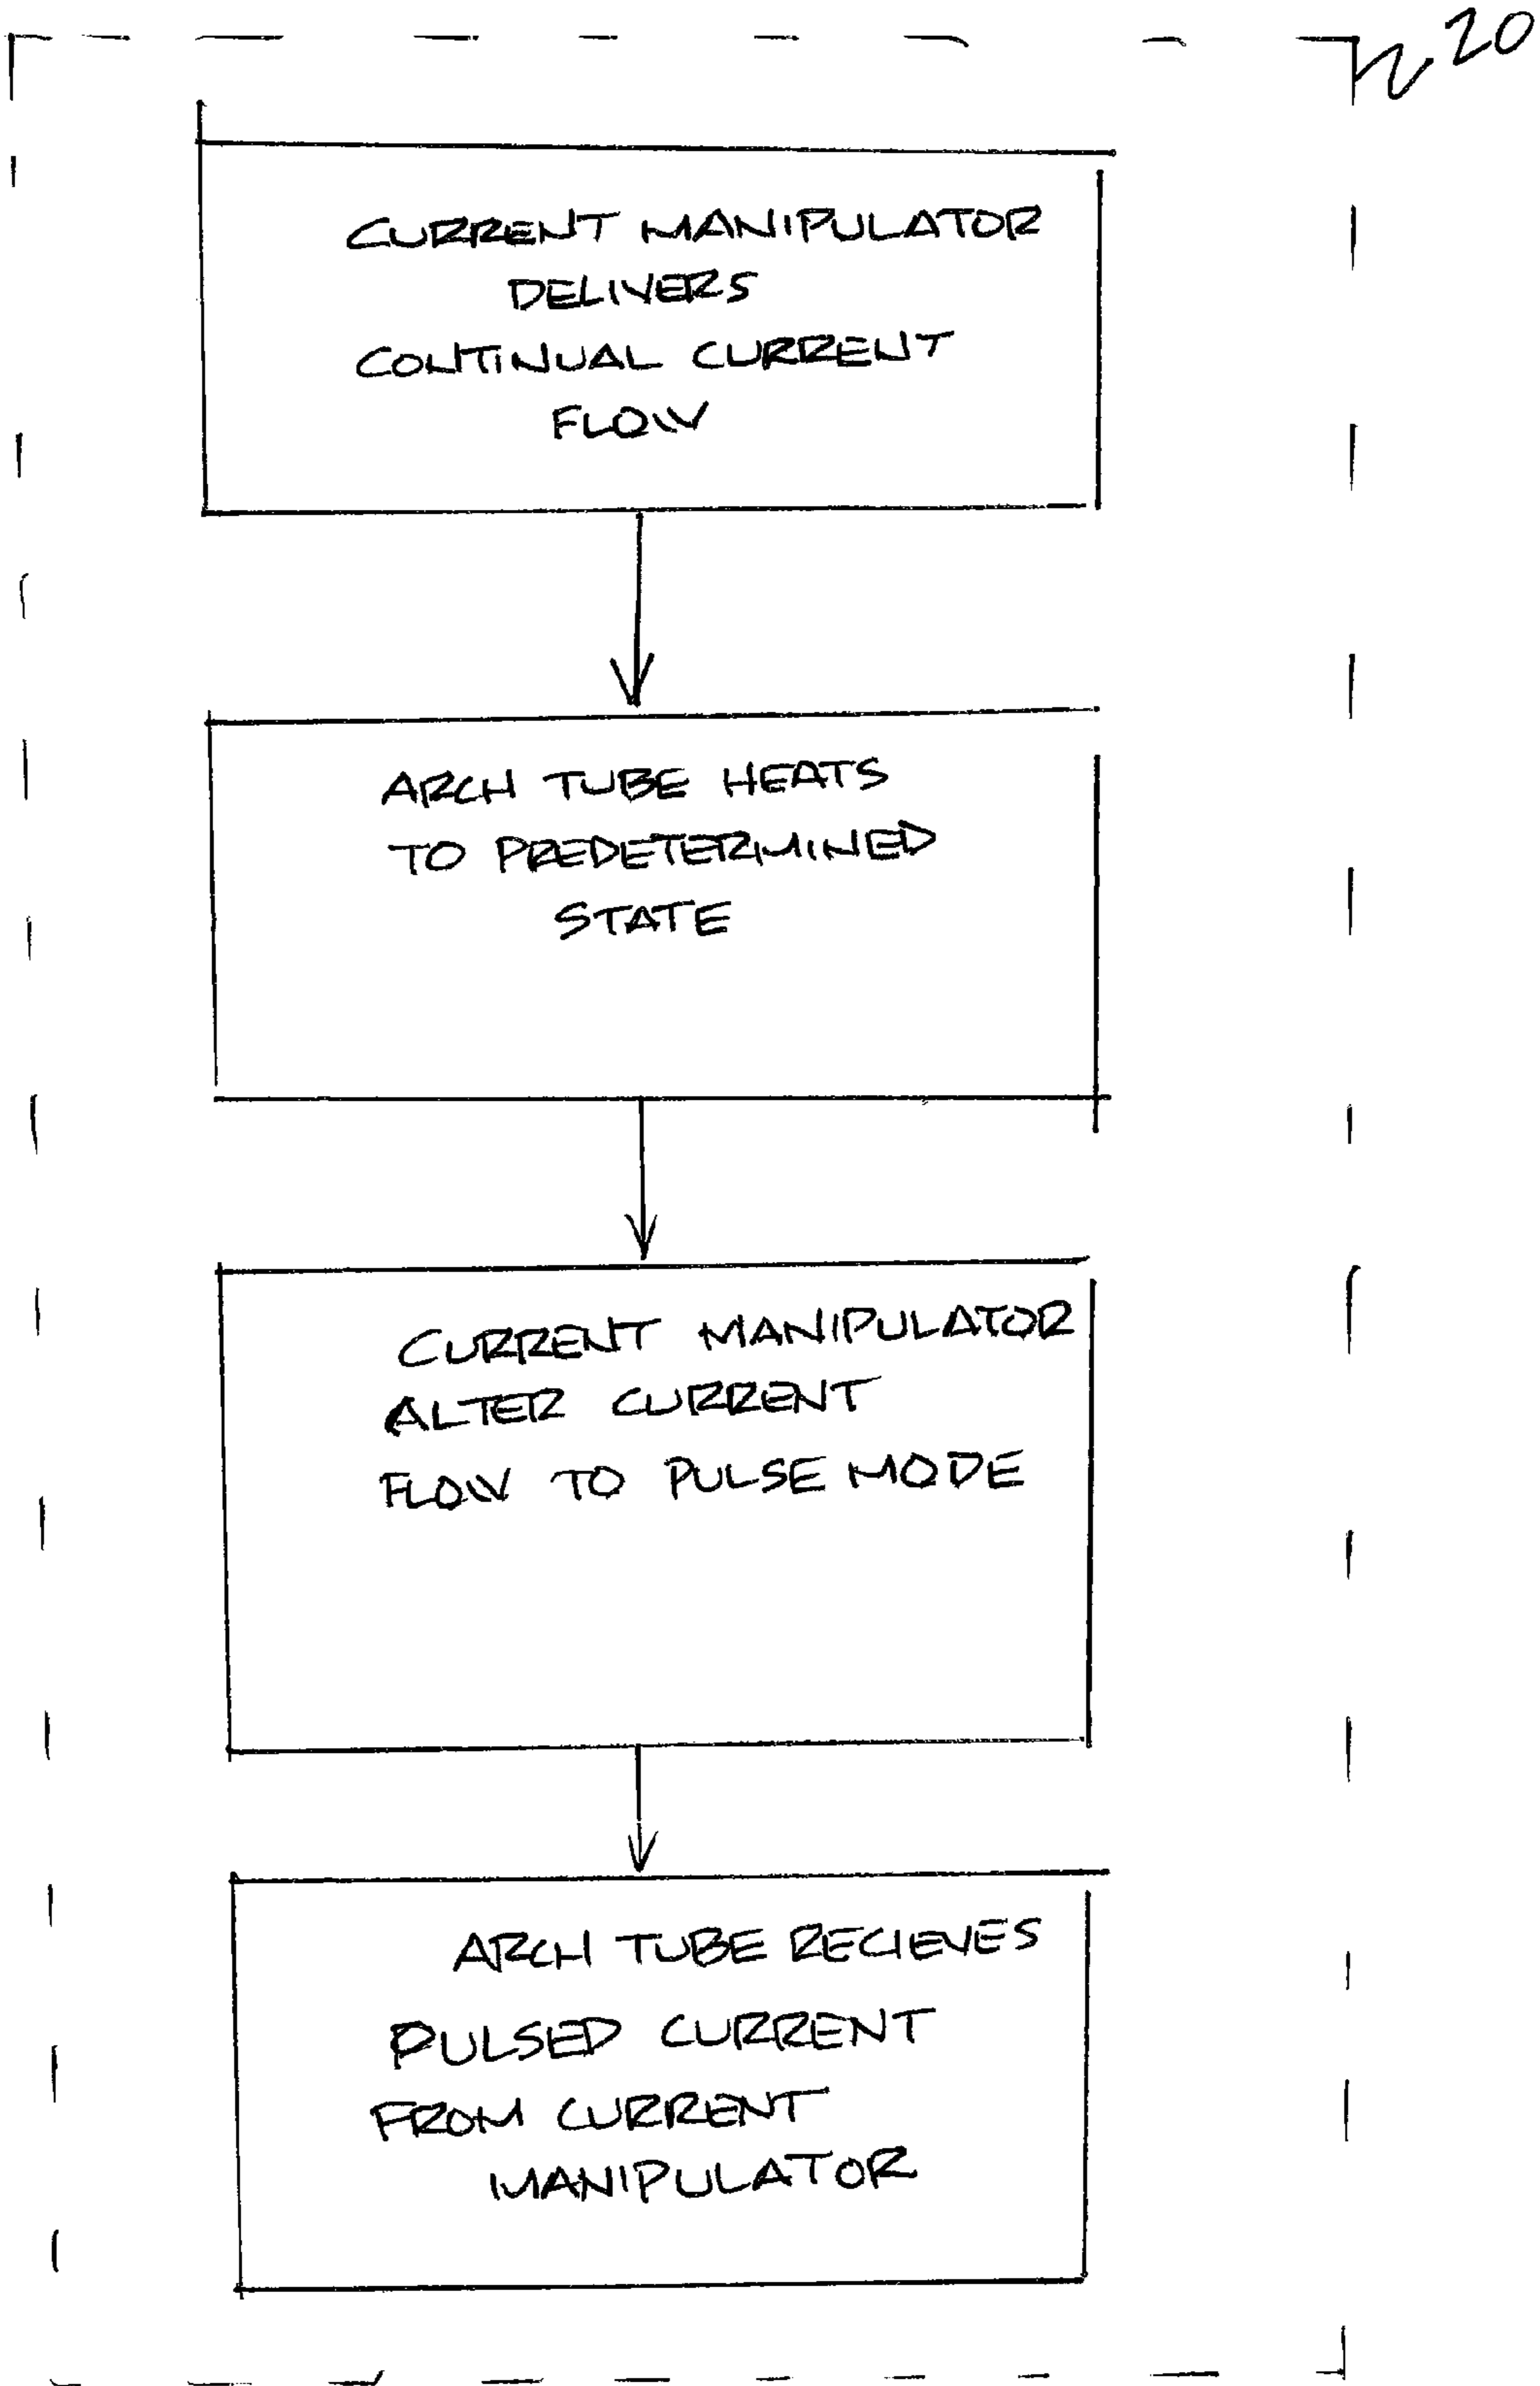 20
CURRENT MANIPULATOR
DELIVERS
CONTINUAL CURRENT
FLOW
ARCH TUBE HEATS
TO PREDETERMINED
STATE
CURRENT MANIPULATOR
ALTER CURRENT
FLOW TO PULSE MODE
ARCH TUBE RECIEVES
PULSED CURRENT
FROM CURRENT
MANIPULATOR